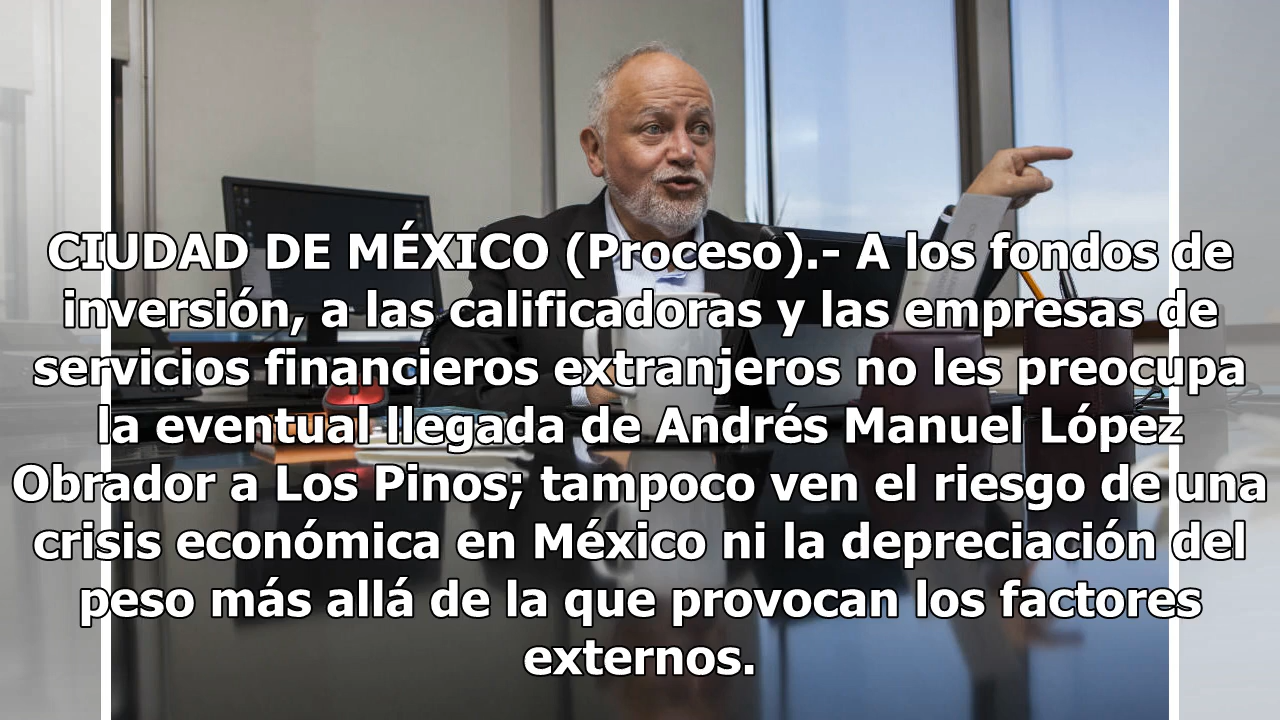 CIUDAD DE MÉXICO (Proceso).- A los fondos de
inversión, a las calificadoras y las empresas de
servicios financieros extranjeros no les preocupa
la eventual llegada de Andrés Manuel López
Obrador a Los Pinos; tampoco ven el riesgo de una
crisis económica en México ni la depreciación del
peso más allá de la que provocan los factores
externos.